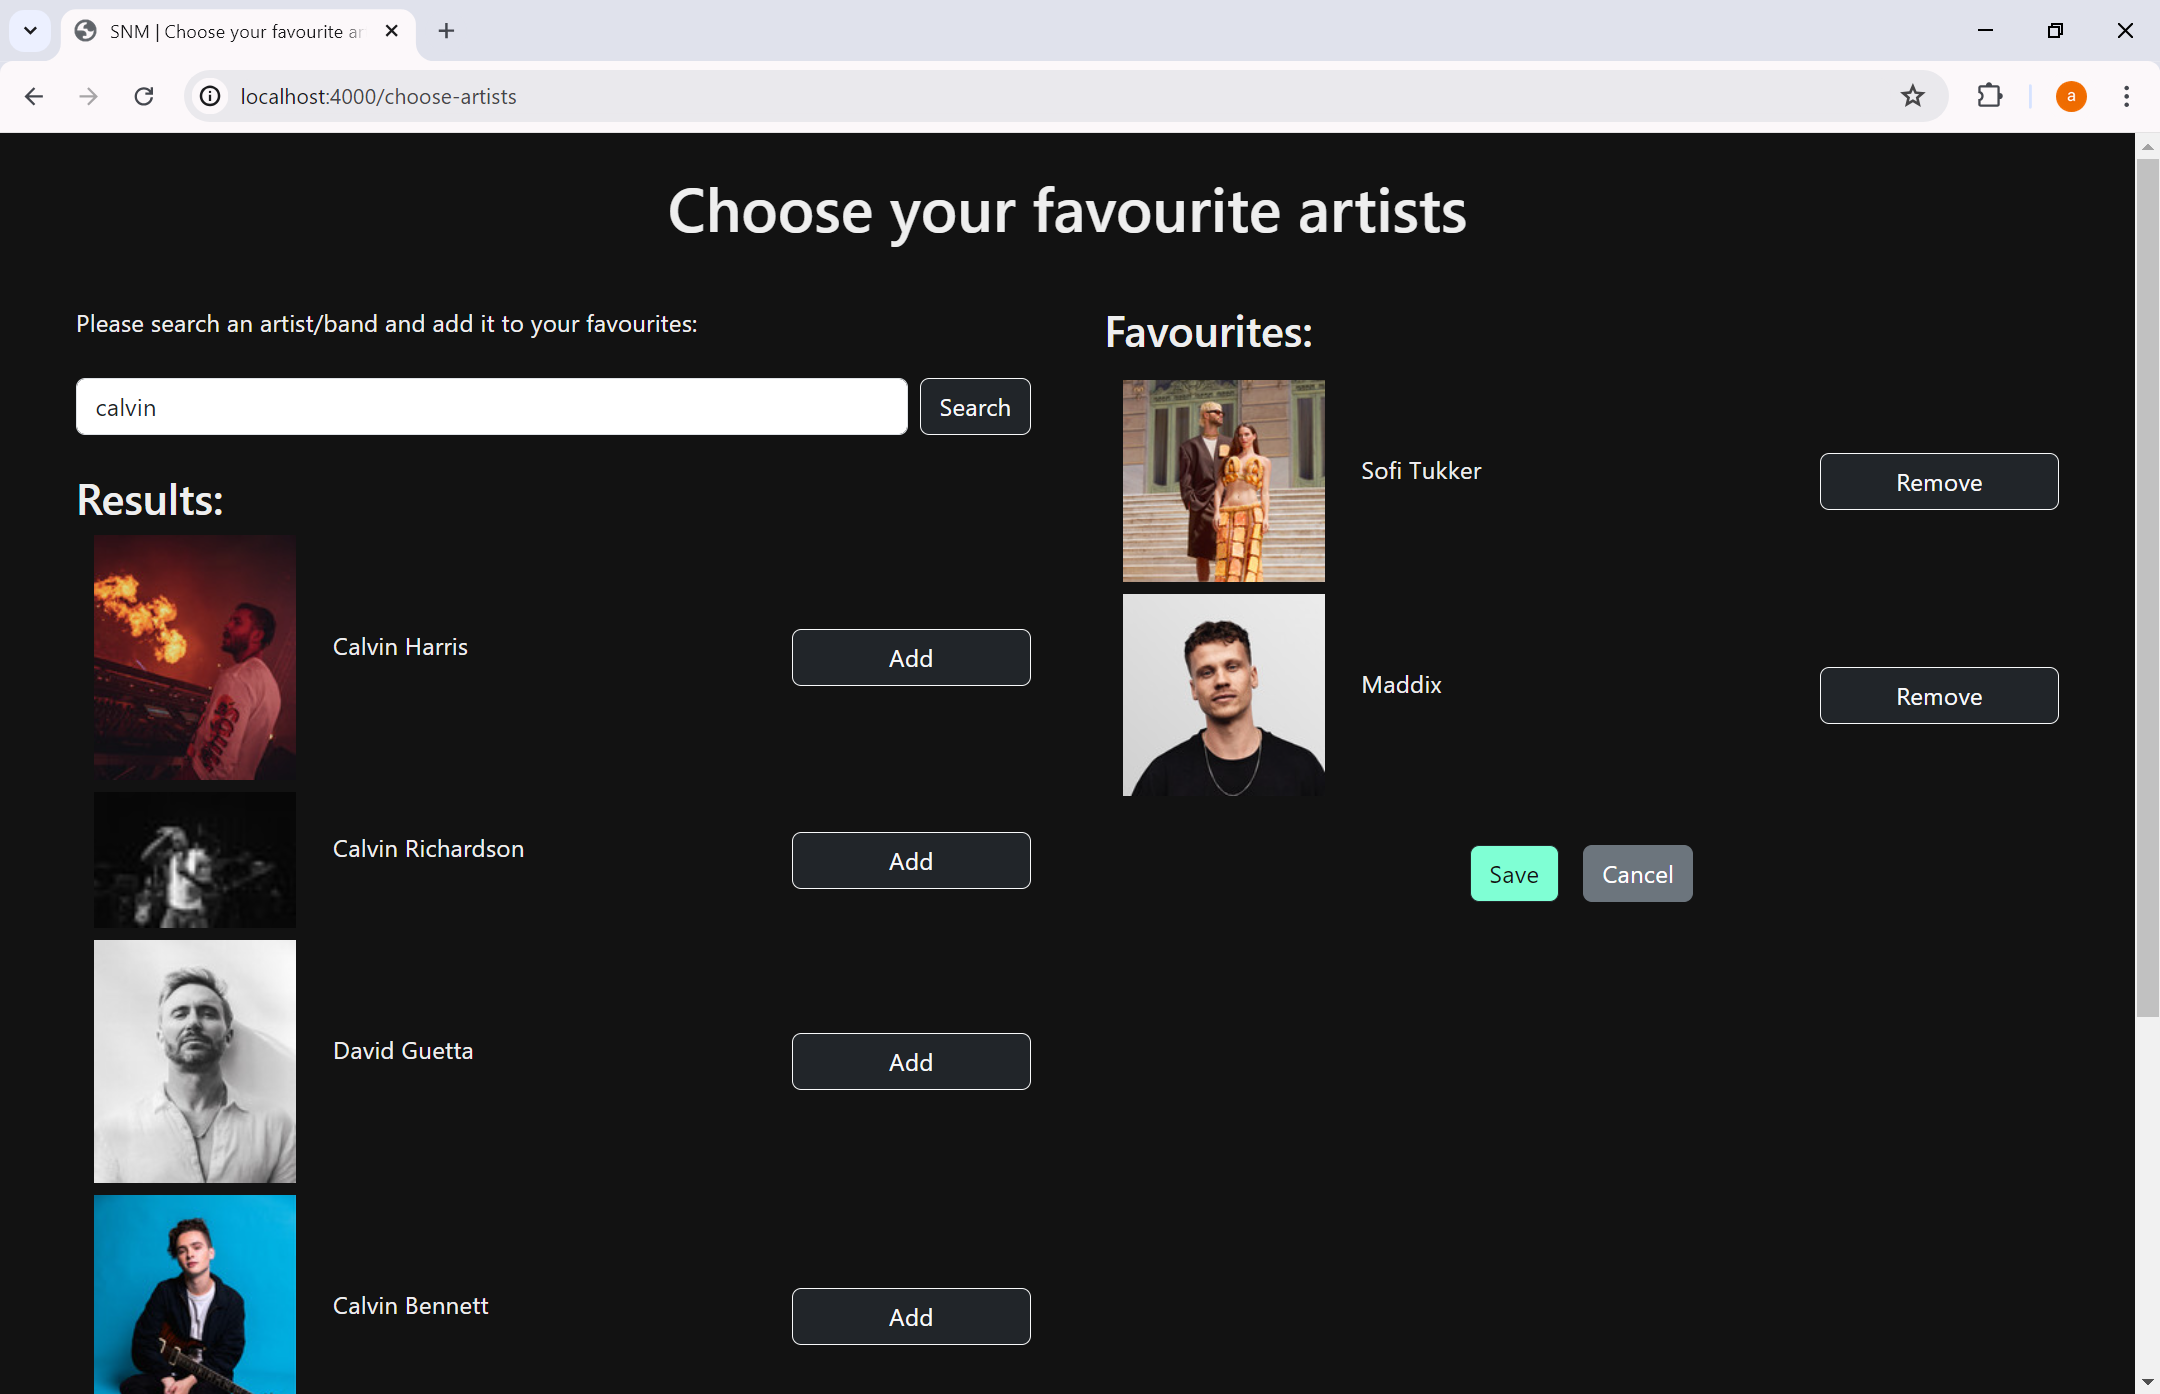 SNM | Choose your favourite ar
localhost:4000/choose-artists
a
Choose your favourite artists
Please search an artist/band and add it to your favourites:
calvin
Search
Results:
Calvin Harris
Add
Calvin Richardson
Add
David Guetta
Add
Calvin Bennett
Add
Favourites:
Sofi Tukker
Remove
Maddix
Remove
Save
Cancel